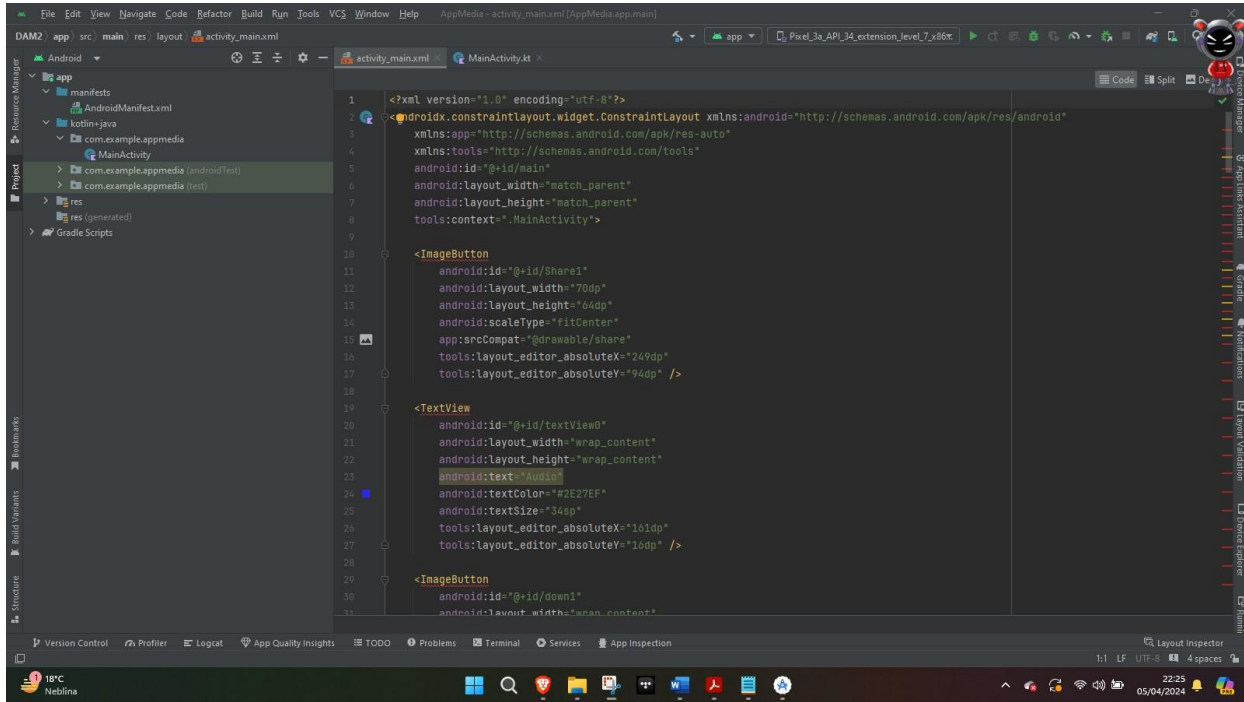 File Edit View Navigate Code Refactor Build Run Tools VCS Window Help AppMedia - activity_main.xml [AppMedia.app.main]
DAM2 app src main res layout activity_main.xml
app Pixel_3a_API_34_extension_level_7_x86
Android
activity_main.xml MainActivity.kt
Code Split
app
manifests
AndroidManifest.xml
kotlin+java
com.example.appmedia
MainActivity
com.example.appmedia (androidTest)
com.example.appmedia (test)
res
res (generated)
Gradle Scripts
Resource Manager
Project
Bookmarks
Build Variants
Structure
1 <?xml version="1.0" encoding="utf-8"?>
2 <androidx.constraintlayout.widget.ConstraintLayout xmlns:android="http://schemas.android.com/apk/res/android"
3 xmlns:app="http://schemas.android.com/apk/res-auto"
4 xmlns:tools="http://schemas.android.com/tools"
5 android:id="@+id/main"
6 android:layout_width="match_parent"
7 android:layout_height="match_parent"
8 tools:context=".MainActivity">
9
10 <ImageButton
11 android:id="@+id/Share1"
12 android:layout_width="70dp"
13 android:layout_height="64dp"
14 android:scaleType="fitCenter"
15 app:srcCompat="@drawable/share"
16 tools:layout_editor_absoluteX="249dp"
17 tools:layout_editor_absoluteY="94dp" />
18
19 <TextView
20 android:id="@+id/textView0"
21 android:layout_width="wrap_content"
22 android:layout_height="wrap_content"
23 android:text="Audio"
24 android:textColor="#2E27EF"
25 android:textSize="34sp"
26 tools:layout_editor_absoluteX="161dp"
27 tools:layout_editor_absoluteY="16dp" />
28
29 <ImageButton
30 android:id="@+id/down1"
31 android:layout_width="wrap_content"
Device Manager
App Links Assistant
Gradle
Notifications
Layout Validation
Device Explorer
Version Control Profiler Logcat App Quality Insights TODO Problems Terminal Services App Inspection Layout Inspector
1:1 LF UTF-8 4 spaces
1 18°C
Neblina
22:25
05/04/2024